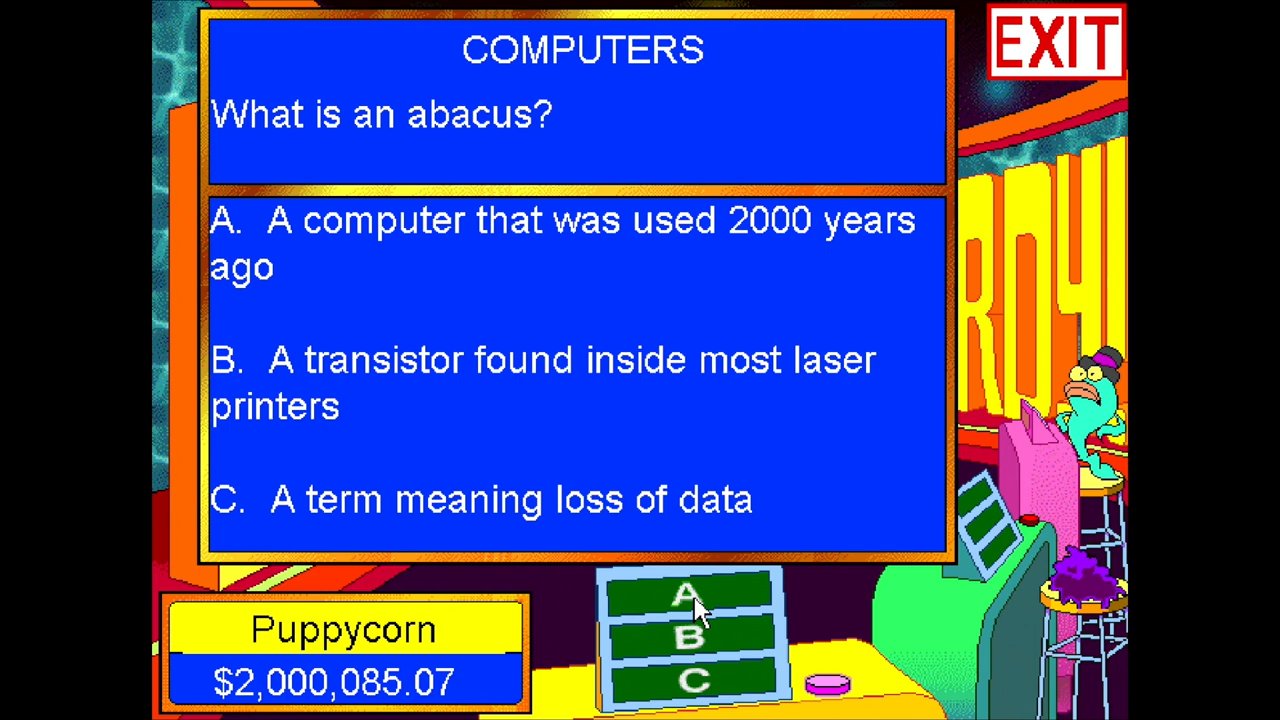 COMPUTERS
EXIT
What is an abacus?
A. A computer that was used 2000 years
ago
B. A transistor found inside most laser
printers
C. A term meaning loss of data
A
B
C
Puppycorn
$2,000,085.07